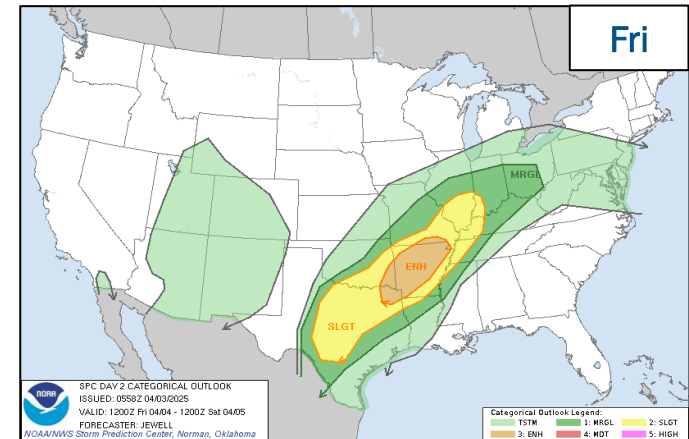 Fri
MRGL
ENH
SLGT
NOAA
SPC DAY 2 CATEGORICAL OUTLOOK
ISSUED: 0558Z 04/03/2025
VALID: 1200Z Fri 04/04 - 1200Z Sat 04/05
FORECASTER: JEWELL
NOAA/NWS Storm Prediction Center, Norman, Oklahoma
Categorical Outlook Legend:
TSTM 1: MRGL 2: SLGT
3: ENH 4: MDT 5: HIGH